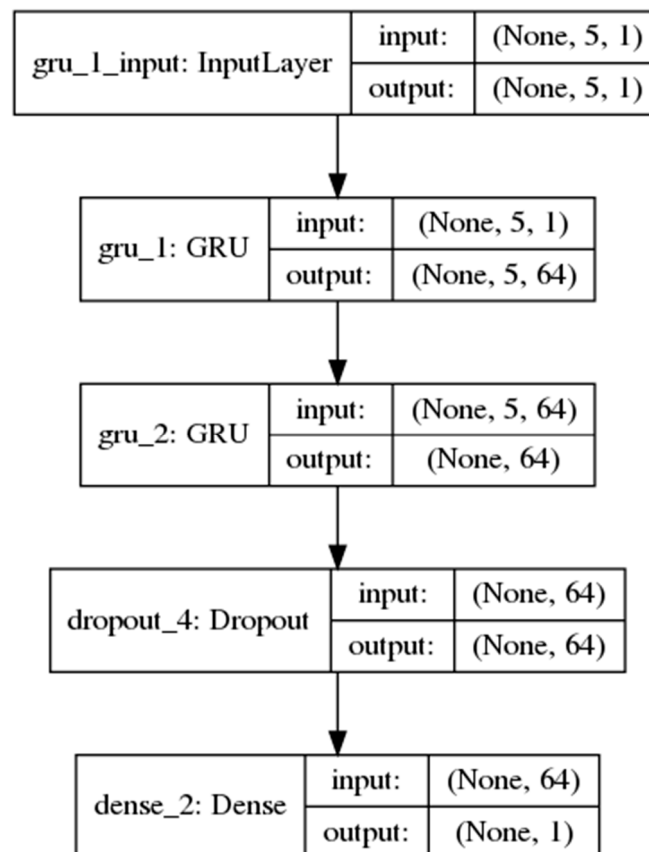 gru_1_input: InputLayer
input: (None, 5, 1)
output: (None, 5, 1)
gru_1: GRU
input: (None, 5, 1)
output: (None, 5, 64)
gru_2: GRU
input: (None, 5, 64)
output: (None, 64)
dropout_4: Dropout
input: (None, 64)
output: (None, 64)
dense_2: Dense
input: (None, 64)
output: (None, 1)